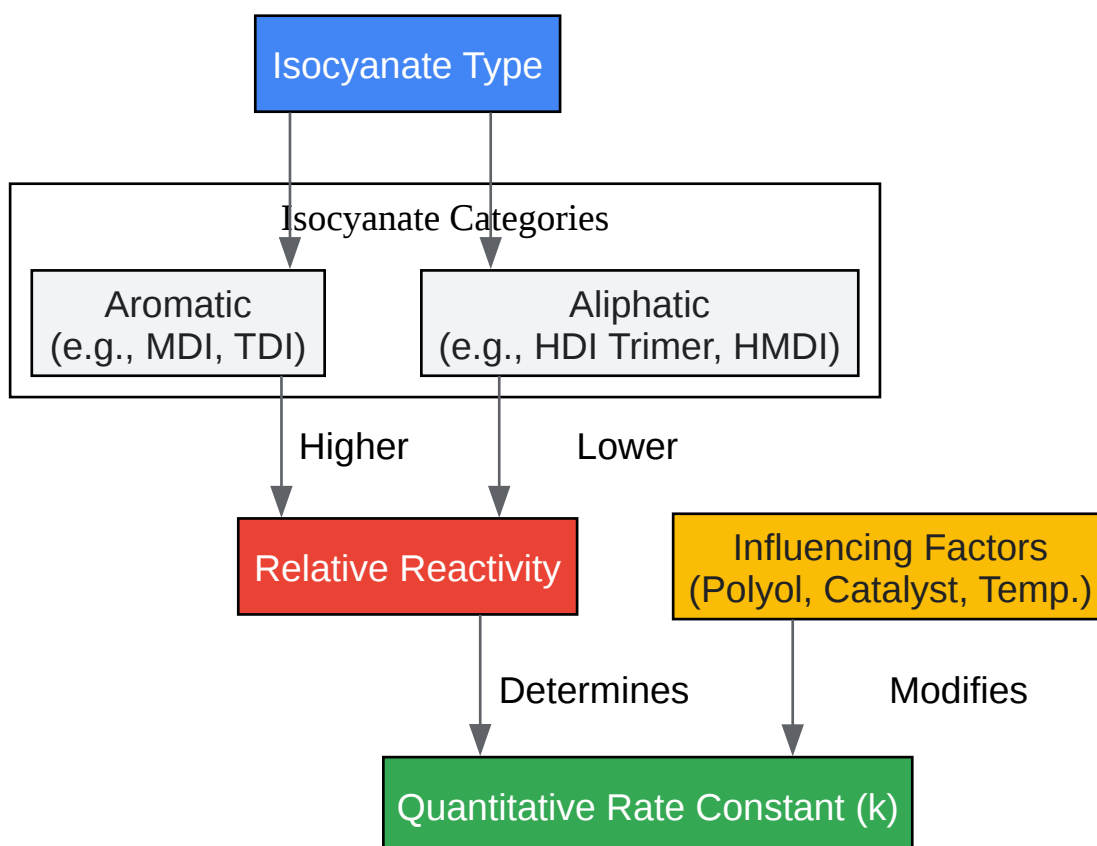 Isocyanate Type
Isocyanate Categories
Aromatic
(e.g., MDI, TDI)
Aliphatic
(e.g., HDI Trimer, HMDI)
Higher
Lower
Relative Reactivity
Influencing Factors
(Polyol, Catalyst, Temp.)
Determines
Modifies
Quantitative Rate Constant (k)